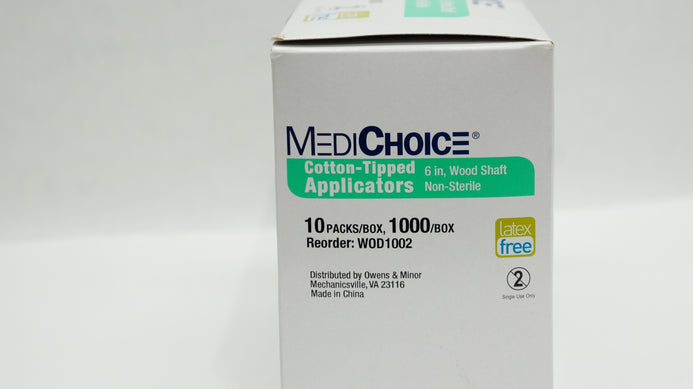 MEDICHOICE®
Cotton-Tipped Applicators
6 in, Wood Shaft
Non-Sterile
10 PACKS/BOX, 1000/BOX
Reorder: WOD1002
latex
free
Distributed by Owens & Minor
Mechanicsville, VA 23116
Made in China
2
Single Use Only